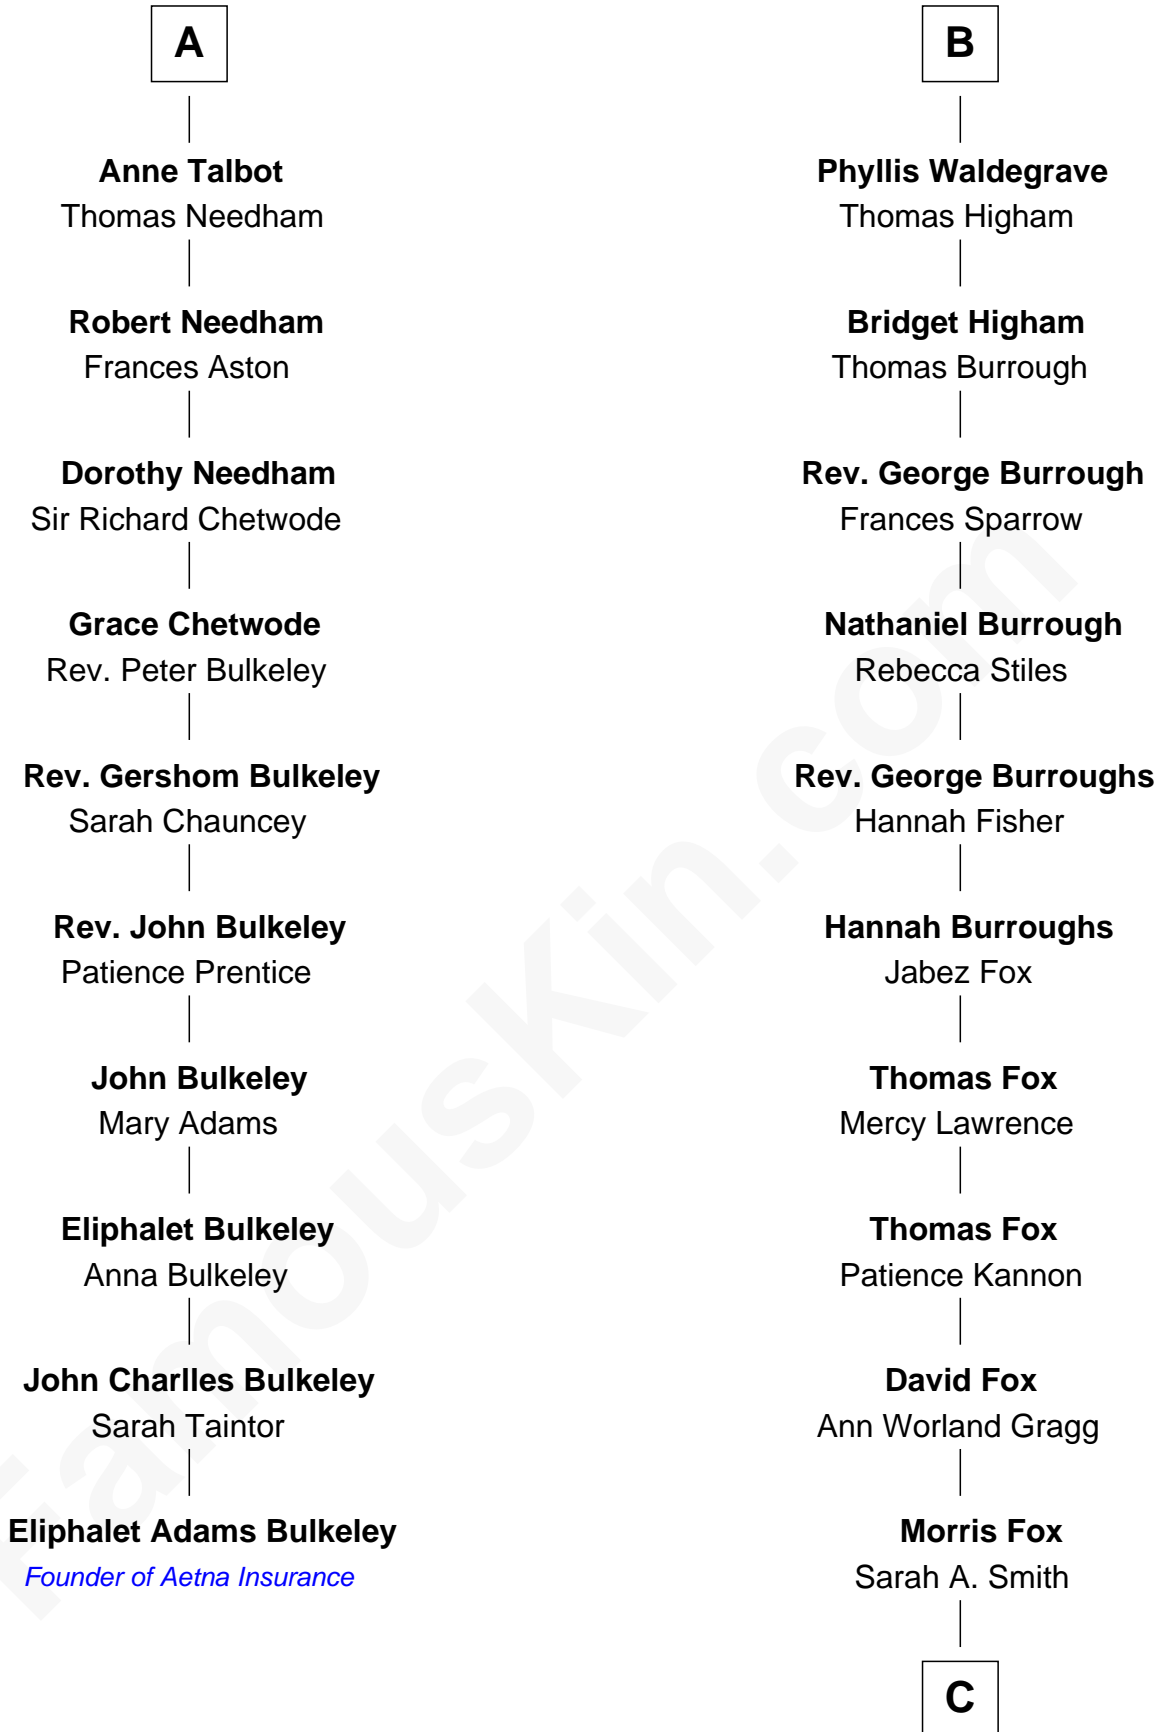 A
Anne Talbot
Thomas Needham
Robert Needham
Frances Aston
Dorothy Needham
Sir Richard Chetwode
Grace Chetwode
Rev. Peter Bulkeley
Rev. Gershom Bulkeley
Sarah Chauncey
Rev. John Bulkeley
Patience Prentice
John Bulkeley
Mary Adams
Eliphalet Bulkeley
Anna Bulkeley
John Charlles Bulkeley
Sarah Taintor
Eliphalet Adams Bulkeley
Founder of Aetna Insurance
B
Phyllis Waldegrave
Thomas Higham
Bridget Higham
Thomas Burrough
Rev. George Burrough
Frances Sparrow
Nathaniel Burrough
Rebecca Stiles
Rev. George Burroughs
Hannah Fisher
Hannah Burroughs
Jabez Fox
Thomas Fox
Mercy Lawrence
Thomas Fox
Patience Kannon
David Fox
Ann Worland Gragg
Morris Fox
Sarah A. Smith
C
FamousKin.com